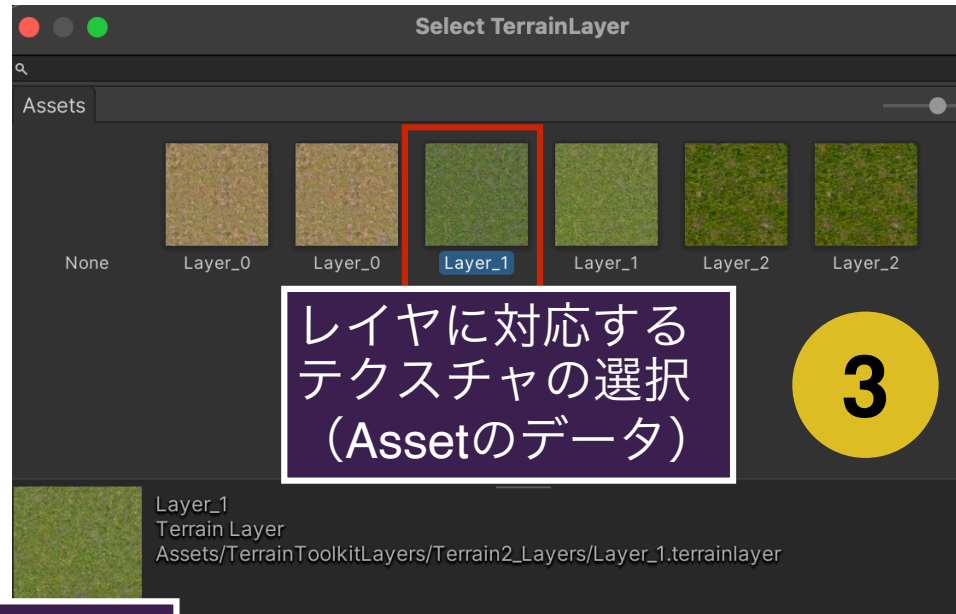 Select TerrainLayer
Assets
None Layer_0 Layer_0 Layer_1 Layer_1 Layer_2 Layer_2
レイヤに対応する
テクスチャの選択
（Assetのデータ）
3
Layer_1
Terrain Layer
Assets/TerrainToolkitLayers/Terrain2_Layers/Layer_1.terrainlayer